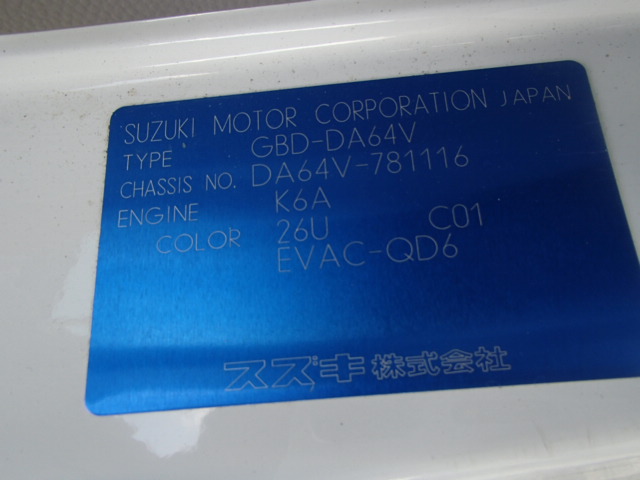 SUZUKI MOTOR CORPORATION JAPAN
TYPE GBD-DA64V
CHASSIS NO. DA64V-781116
ENGINE K6A
COLOR 26U C01
EVAC-QD6
スズキ株式会社